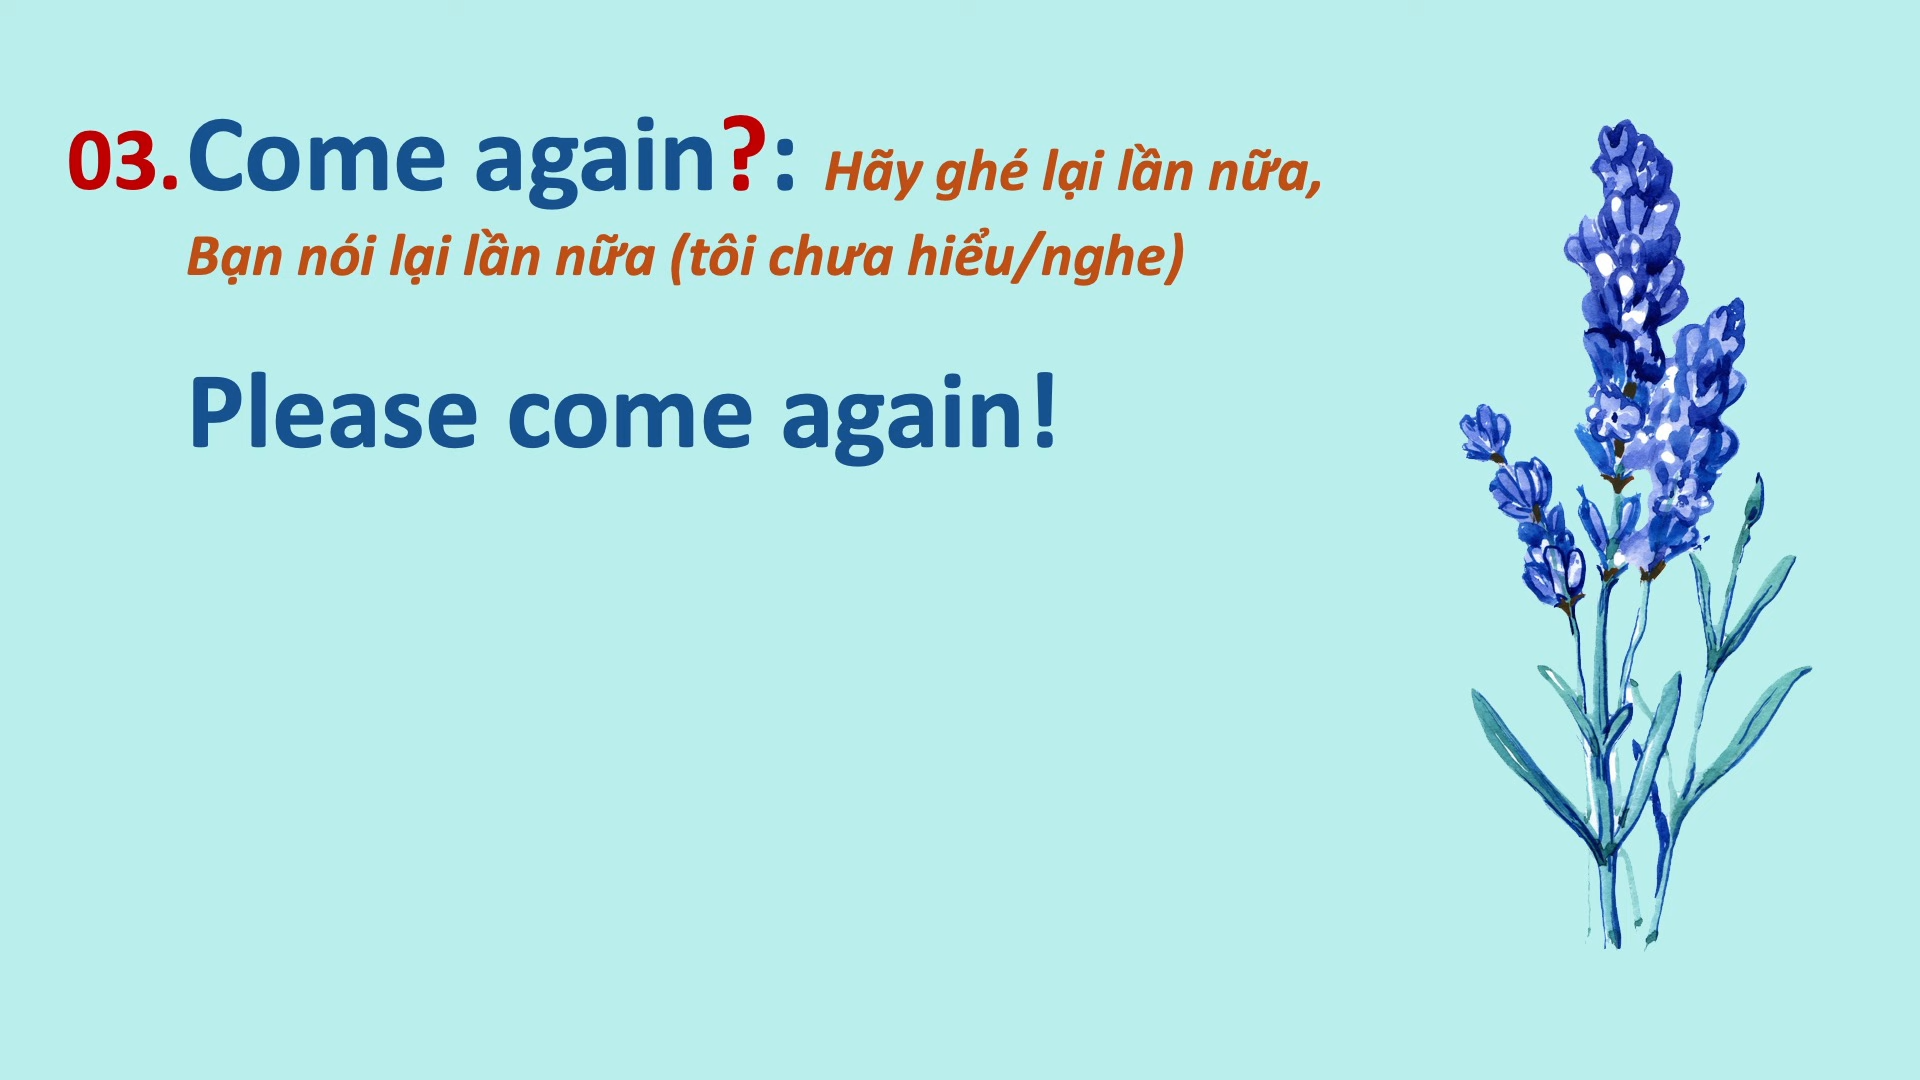 03. Come again?: Hãy ghé lại lần nữa,
Bạn nói lại lần nữa (tôi chưa hiểu/nghe)
Please come again!